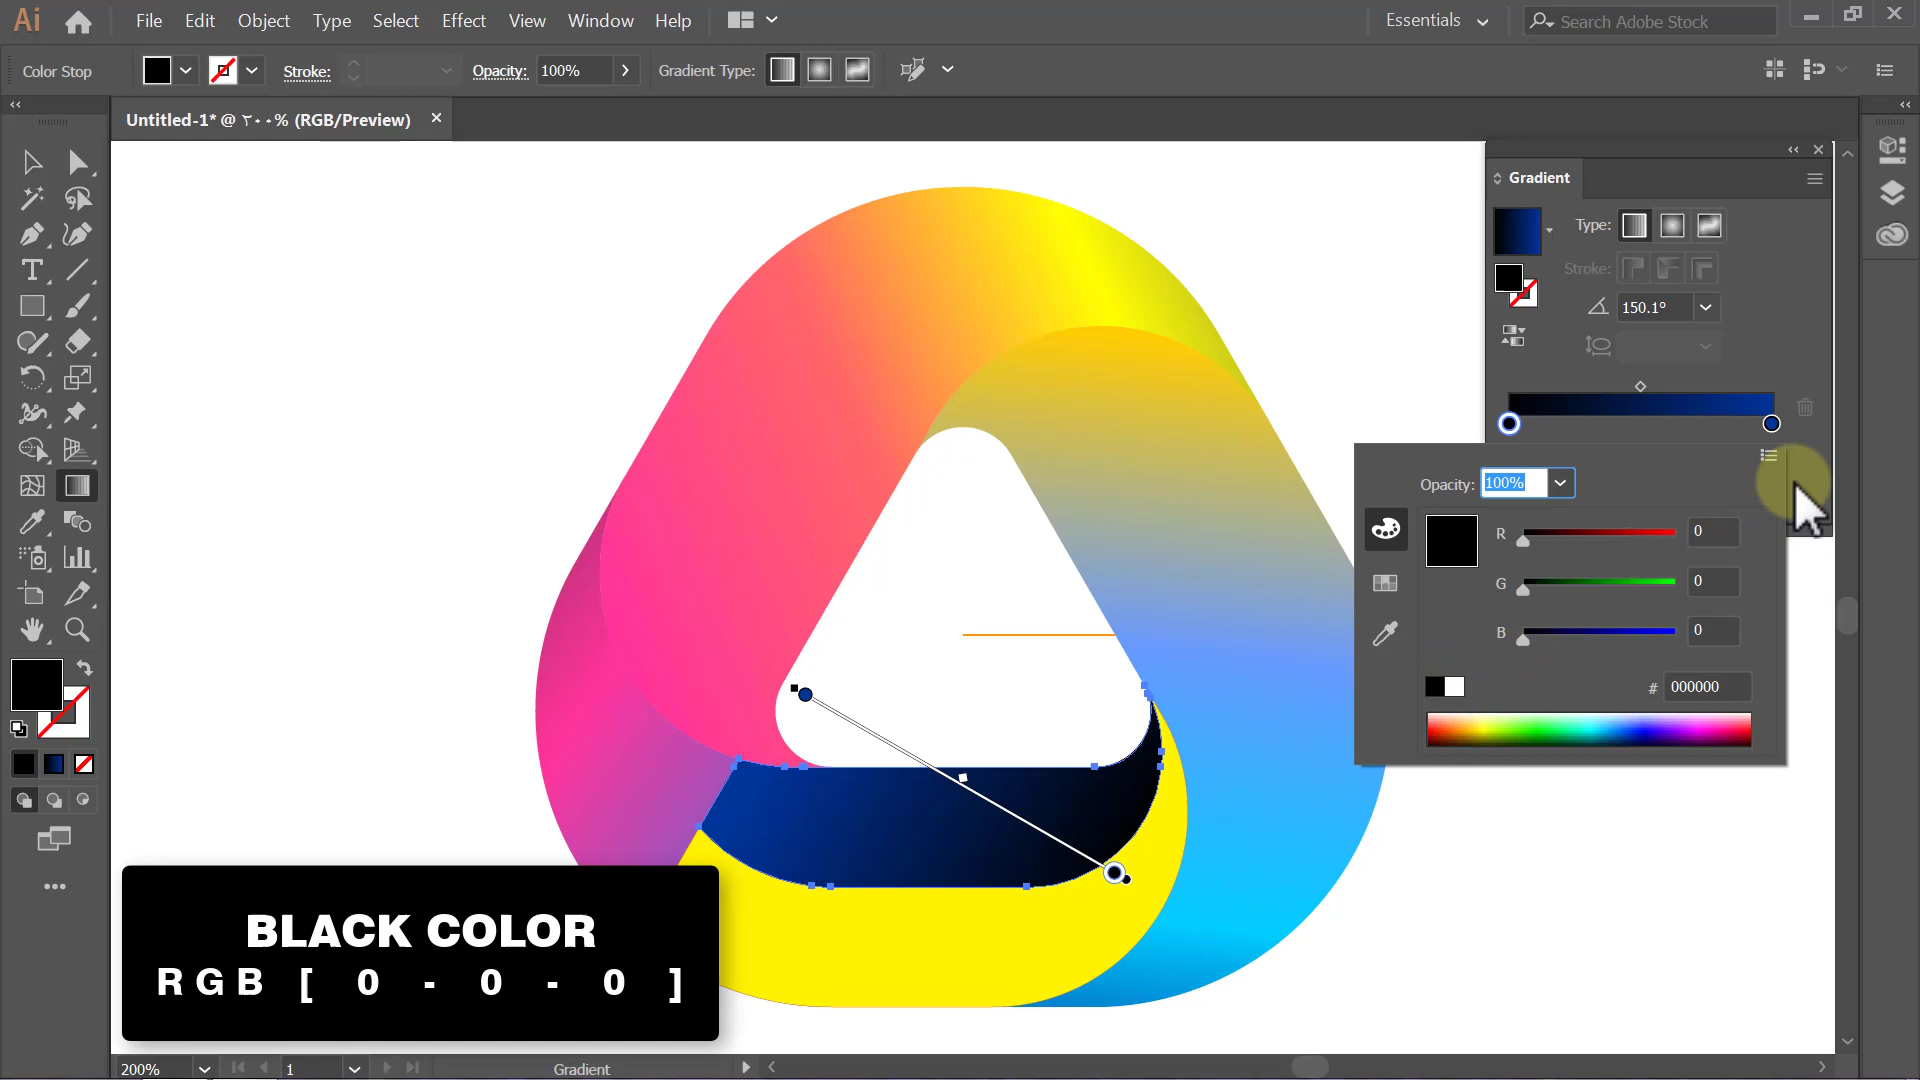 Ai File Edit Object Type Select Effect View Window Help Essentials Search Adobe Stock
Color Stop Stroke: Opacity: 100% Gradient Type:
Untitled-1* @ ٢٠٠% (RGB/Preview)
Gradient
Type:
Stroke:
150.1°
Opacity: 100%
R 0
G 0
B 0
# 000000
T
BLACK COLOR
RGB [ 0 - 0 - 0 ]
200% 1 Gradient